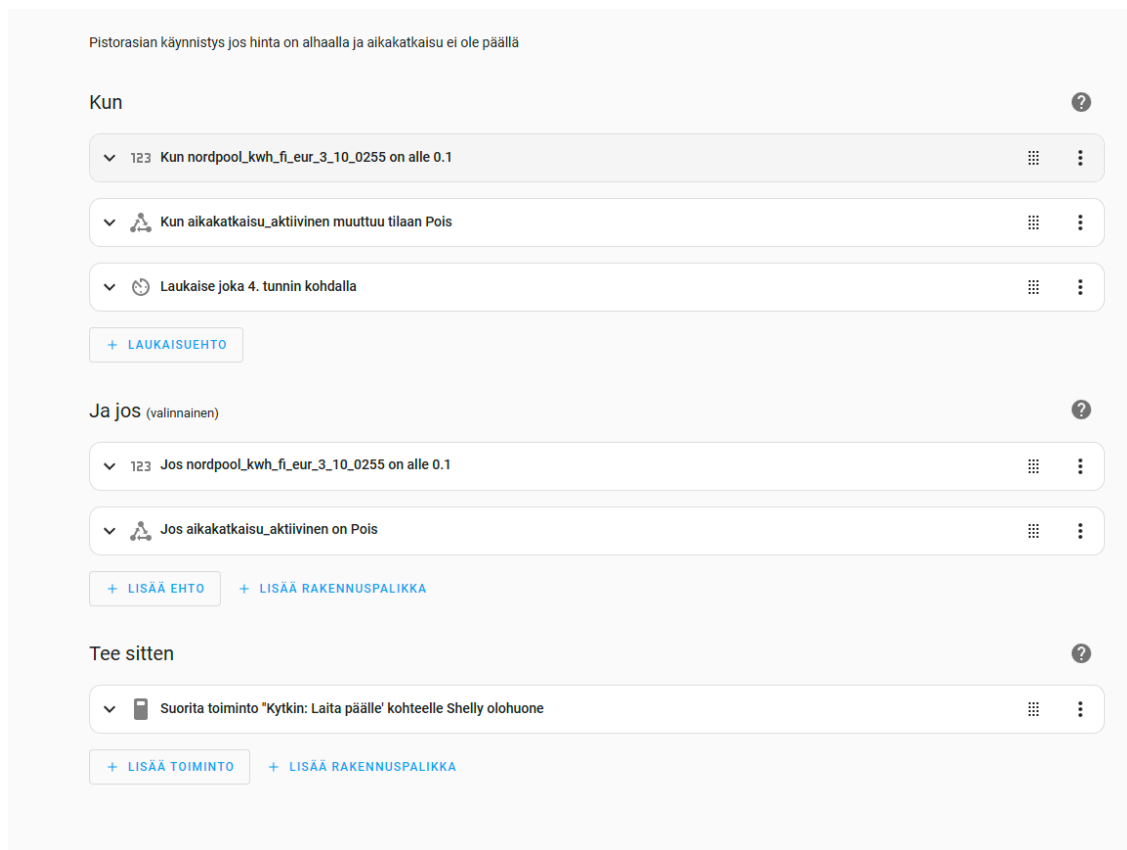 Pistorasian käynnistys jos hinta on alhaalla ja aikakatkaisu ei ole päällä
Kun
123 Kun nordpool_kwh_fi_eur_3_10_0255 on alle 0.1
Kun aikakatkaisu_aktiivinen muuttuu tilaan Pois
Laukaise joka 4. tunnin kohdalla
+ LAUKAISUEHTO
Ja jos (valinnainen)
123 Jos nordpool_kwh_fi_eur_3_10_0255 on alle 0.1
Jos aikakatkaisu_aktiivinen on Pois
+ LISÄÄ EHTO + LISÄÄ RAKENNUSPALIKKA
Tee sitten
Suorita toiminto "Kytkin: Laita päälle' kohteelle Shelly olohuone
+ LISÄÄ TOIMINTO + LISÄÄ RAKENNUSPALIKKA